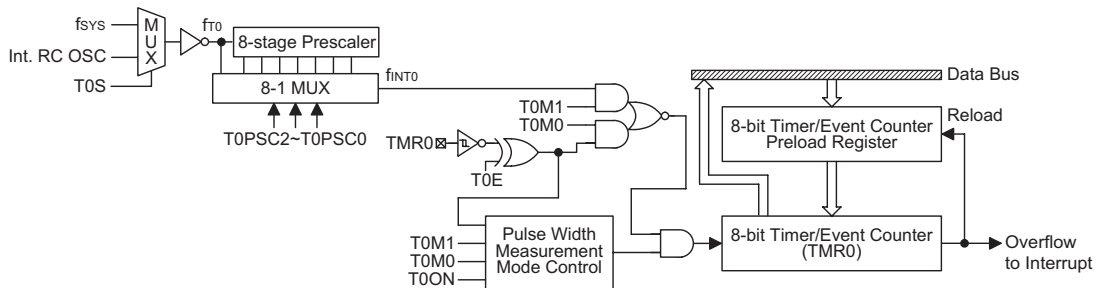 fSYS
Int. RC OSC
T0S
MUX
fT0
8-stage Prescaler
8-1 MUX
T0PSC2~T0PSC0
fINT0
T0M1
T0M0
TMR0
T0E
T0M1
T0M0
T0ON
Pulse Width
Measurement
Mode Control
Data Bus
8-bit Timer/Event Counter
Preload Register
Reload
8-bit Timer/Event Counter
(TMR0)
Overflow
to Interrupt